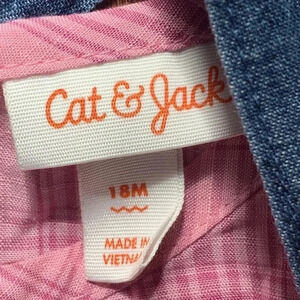 Cat & Jack
18M
MADE IN
VIETNAM